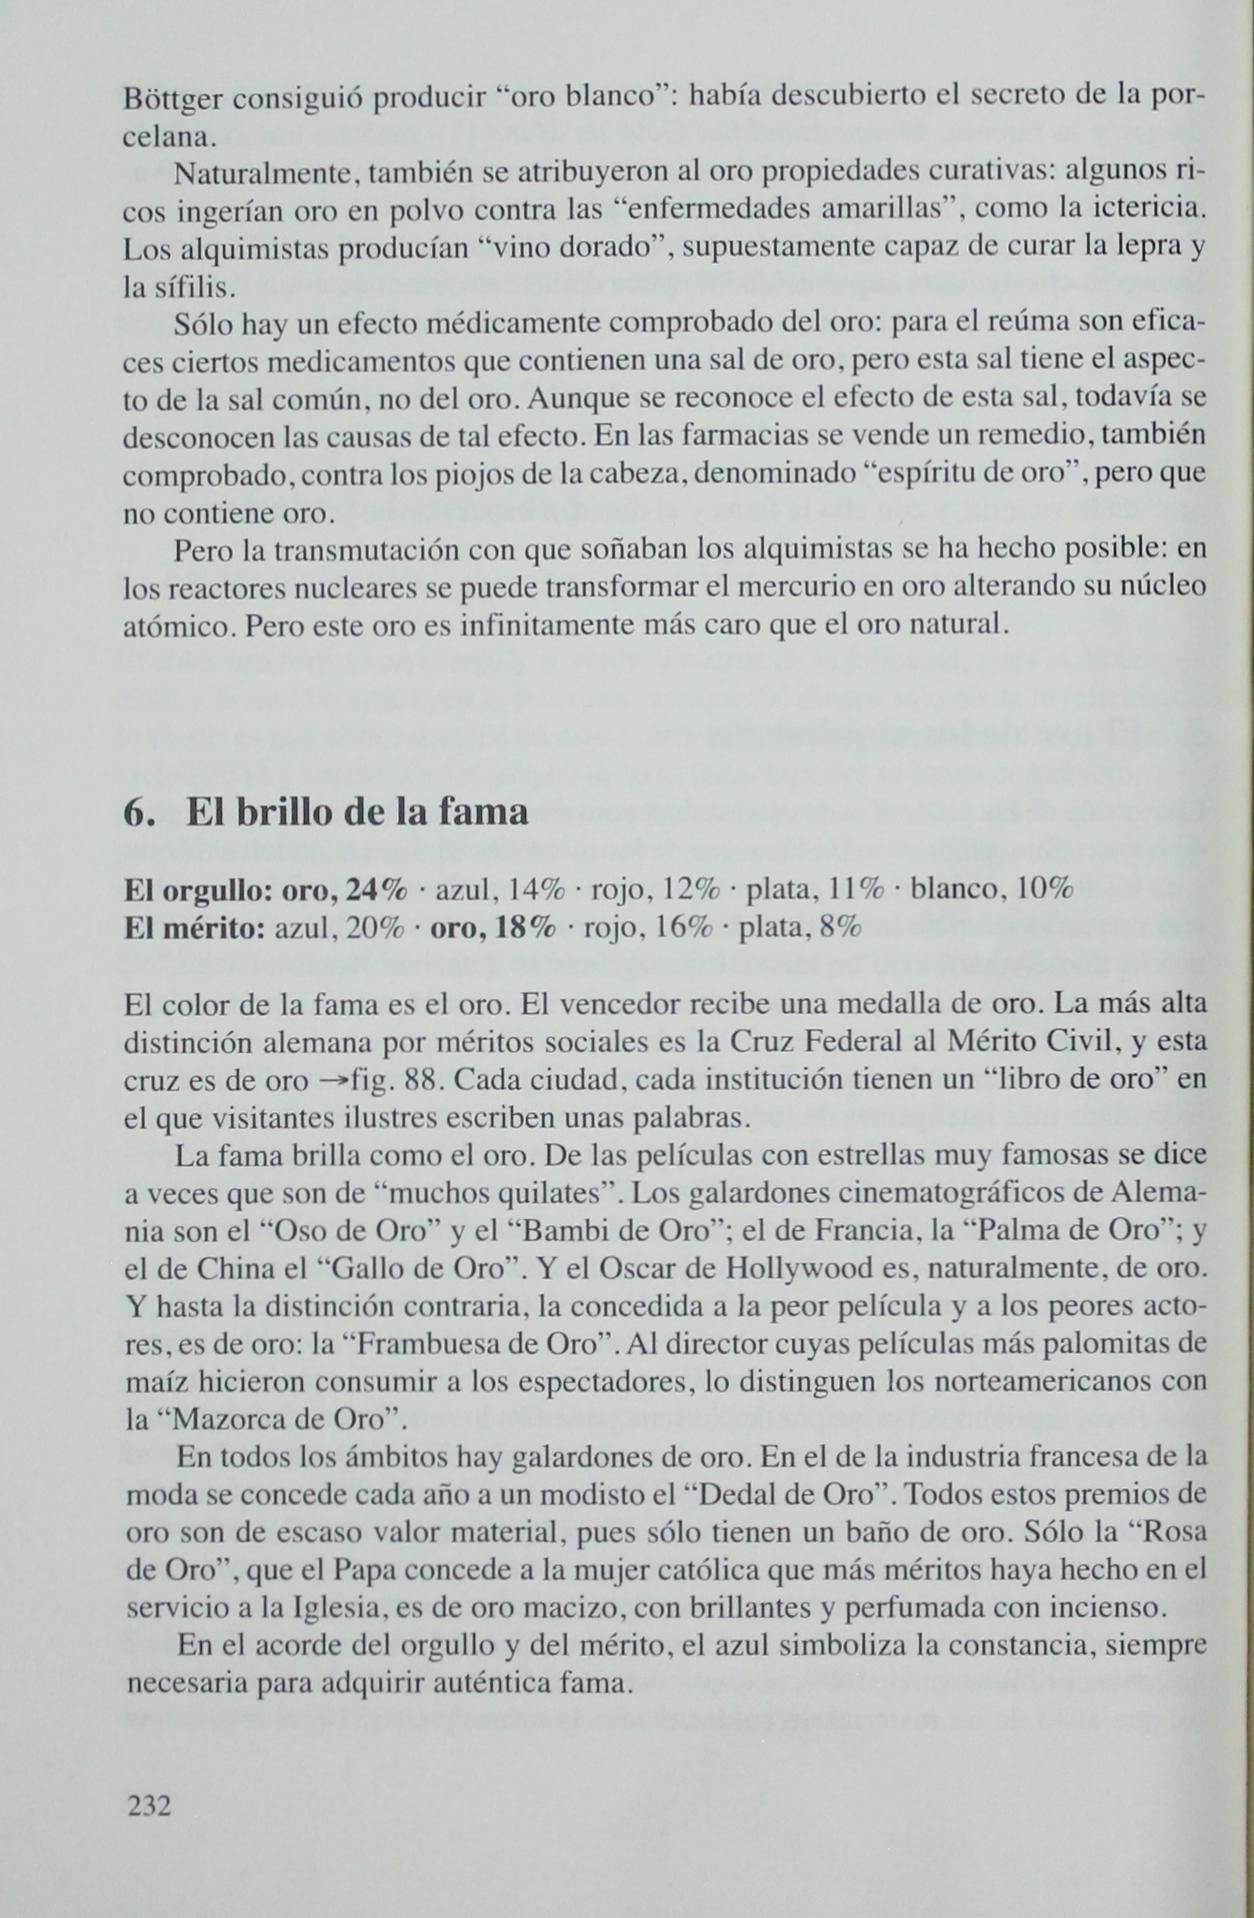 Böttger consiguió producir “oro blanco”: había descubierto el secreto de la por-
celana.
Naturalmente, también se atribuyeron al oro propiedades curativas: algunos ri-
cos ingerían oro en polvo contra las “enfermedades amarillas”, como la ictericia.
Los alquimistas producían “vino dorado”, supuestamente capaz de curar la lepra y
la sífilis.
Sólo hay un efecto médicamente comprobado del oro: para el reúma son efica-
ces ciertos medicamentos que contienen una sal de oro, pero esta sal tiene el aspec-
to de la sal común, no del oro. Aunque se reconoce el efecto de esta sal, todavía se
desconocen las causas de tal efecto. En las farmacias se vende un remedio, también
comprobado, contra los piojos de la cabeza, denominado “espíritu de oro”, pero que
no contiene oro.
Pero la transmutación con que soñaban los alquimistas se ha hecho posible: en
los reactores nucleares se puede transformar el mercurio en oro alterando su núcleo
atómico. Pero este oro es infinitamente más caro que el oro natural.
6. El brillo de la fama
El orgullo: oro, 24% · azul, 14% · rojo, 12% · plata, 11% · blanco, 10%
El mérito: azul, 20% · oro, 18% · rojo, 16% · plata, 8%
El color de la fama es el oro. El vencedor recibe una medalla de oro. La más alta
distinción alemana por méritos sociales es la Cruz Federal al Mérito Civil, y esta
cruz es de oro →fig. 88. Cada ciudad, cada institución tienen un “libro de oro” en
el que visitantes ilustres escriben unas palabras.
La fama brilla como el oro. De las películas con estrellas muy famosas se dice
a veces que son de “muchos quilates”. Los galardones cinematográficos de Alema-
nia son el “Oso de Oro” y el “Bambi de Oro”; el de Francia, la “Palma de Oro”; y
el de China el “Gallo de Oro”. Y el Oscar de Hollywood es, naturalmente, de oro.
Y hasta la distinción contraria, la concedida a la peor película y a los peores acto-
res, es de oro: la “Frambuesa de Oro”. Al director cuyas películas más palomitas de
maíz hicieron consumir a los espectadores, lo distinguen los norteamericanos con
la “Mazorca de Oro”.
En todos los ámbitos hay galardones de oro. En el de la industria francesa de la
moda se concede cada año a un modisto el “Dedal de Oro”. Todos estos premios de
oro son de escaso valor material, pues sólo tienen un baño de oro. Sólo la “Rosa
de Oro”, que el Papa concede a la mujer católica que más méritos haya hecho en el
servicio a la Iglesia, es de oro macizo, con brillantes y perfumada con incienso.
En el acorde del orgullo y del mérito, el azul simboliza la constancia, siempre
necesaria para adquirir auténtica fama.
232